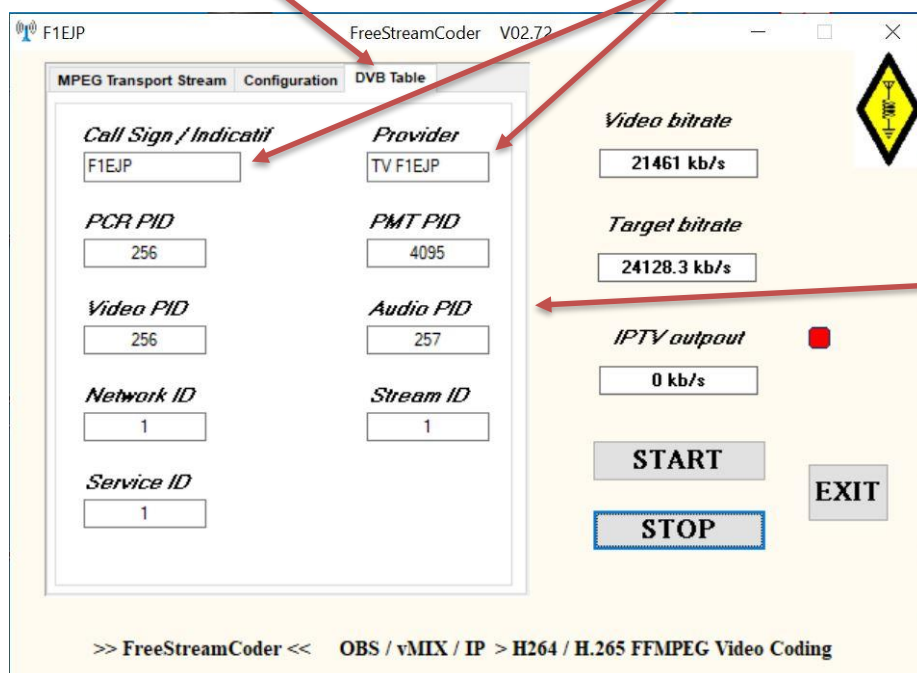 F1EJP
FreeStreamCoder V02.72
MPEG Transport Stream Configuration DVB Table
Call Sign / Indicatif
F1EJP
Provider
TV F1EJP
PCR PID
256
PMT PID
4095
Video PID
256
Audio PID
257
Network ID
1
Stream ID
1
Service ID
1
Video bitrate
21461 kb/s
Target bitrate
24128.3 kb/s
IPTV outpout
0 kb/s
START
STOP
EXIT
>> FreeStreamCoder << OBS / vMIX / IP > H264 / H.265 FFMPEG Video Coding